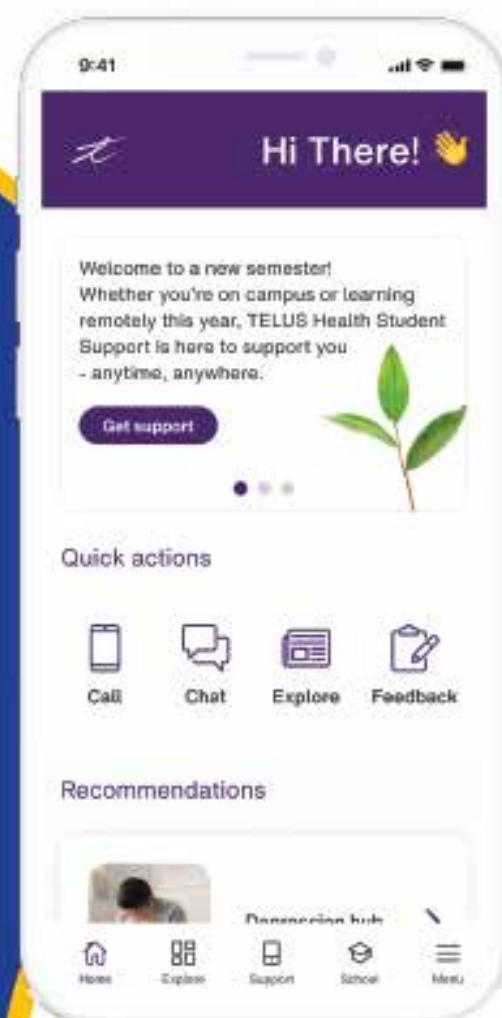 9:41
Hi There! 👋
Welcome to a new semester!
Whether you're on campus or learning
remotely this year, TELUS Health Student
Support is here to support you
- anytime, anywhere.
Get support
Quick actions
Call Chat Explore Feedback
Recommendations
Depression hub
Home Explore Support School Menu